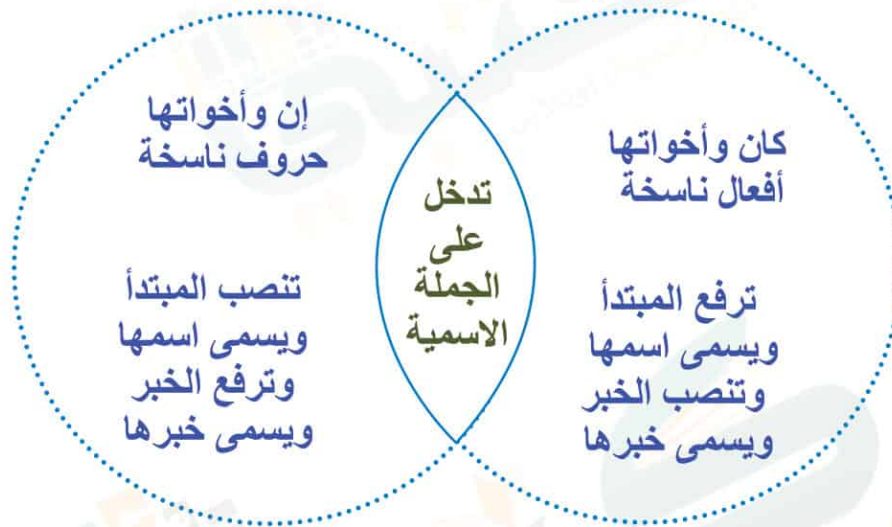 كان وأخواتها
أفعال ناسخة
ترفع المبتدأ
ويسمى اسمها
وتنصب الخبر
ويسمى خبرها
تدخل
على
الجملة
الاسمية
إن وأخواتها
حروف ناسخة
تنصب المبتدأ
ويسمى اسمها
وترفع الخبر
ويسمى خبرها